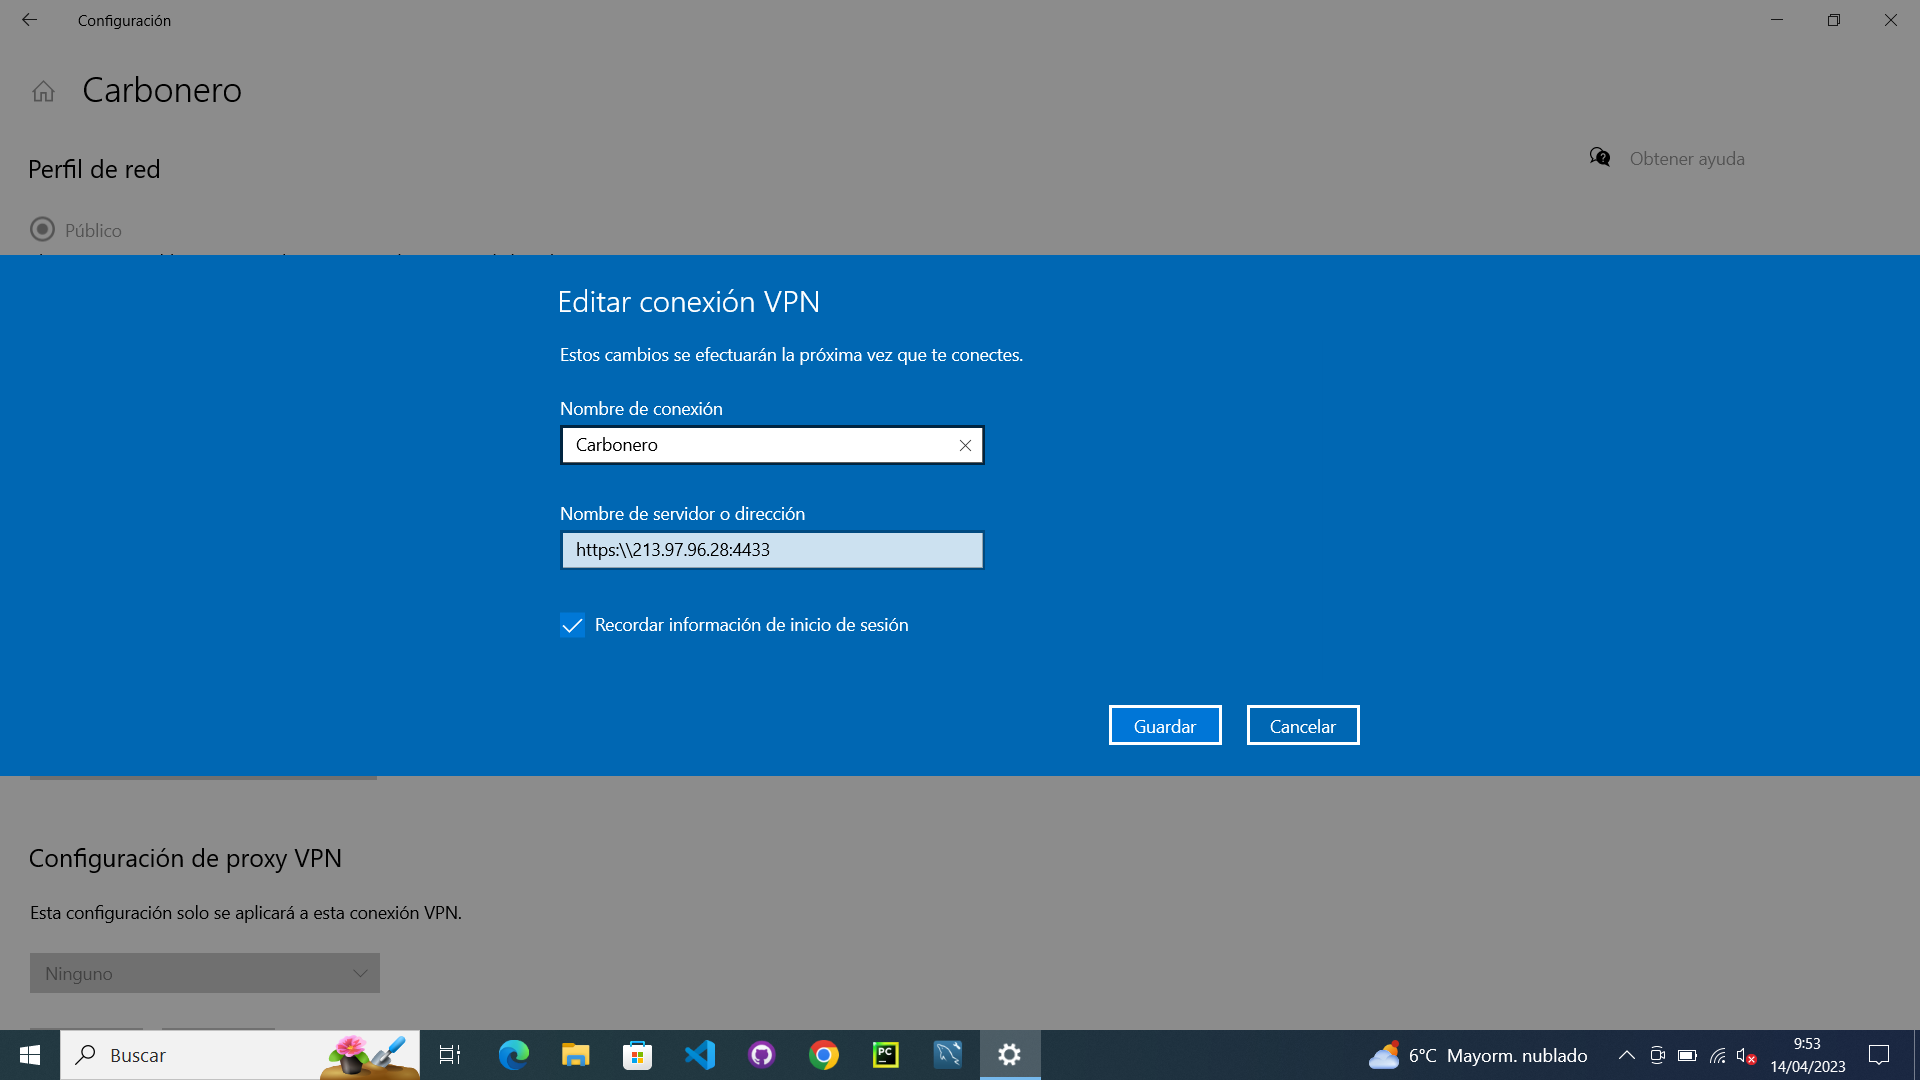 Configuración
Carbonero
Perfil de red
Obtener ayuda
Público
Editar conexión VPN
Estos cambios se efectuarán la próxima vez que te conectes.
Nombre de conexión
Carbonero
Nombre de servidor o dirección
https:\\213.97.96.28:4433
Recordar información de inicio de sesión
Guardar
Cancelar
Configuración de proxy VPN
Esta configuración solo se aplicará a esta conexión VPN.
Ninguno
Buscar
PC
6°C Mayorm. nublado
9:53
14/04/2023